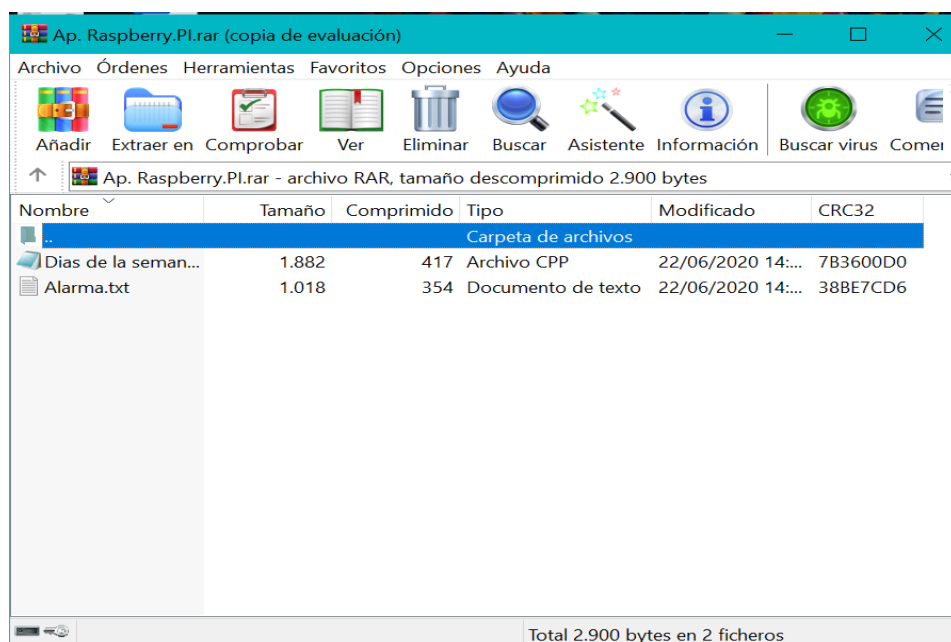 Ap. Raspberry.PI.rar (copia de evaluación)
Archivo Órdenes Herramientas Favoritos Opciones Ayuda
Añadir Extraer en Comprobar Ver Eliminar Buscar Asistente Información Buscar virus Comer
Ap. Raspberry.PI.rar - archivo RAR, tamaño descomprimido 2.900 bytes
Nombre Tamaño Comprimido Tipo Modificado CRC32
.. Carpeta de archivos
Dias de la seman... 1.882 417 Archivo CPP 22/06/2020 14:... 7B3600D0
Alarma.txt 1.018 354 Documento de texto 22/06/2020 14:... 38BE7CD6
Total 2.900 bytes en 2 ficheros